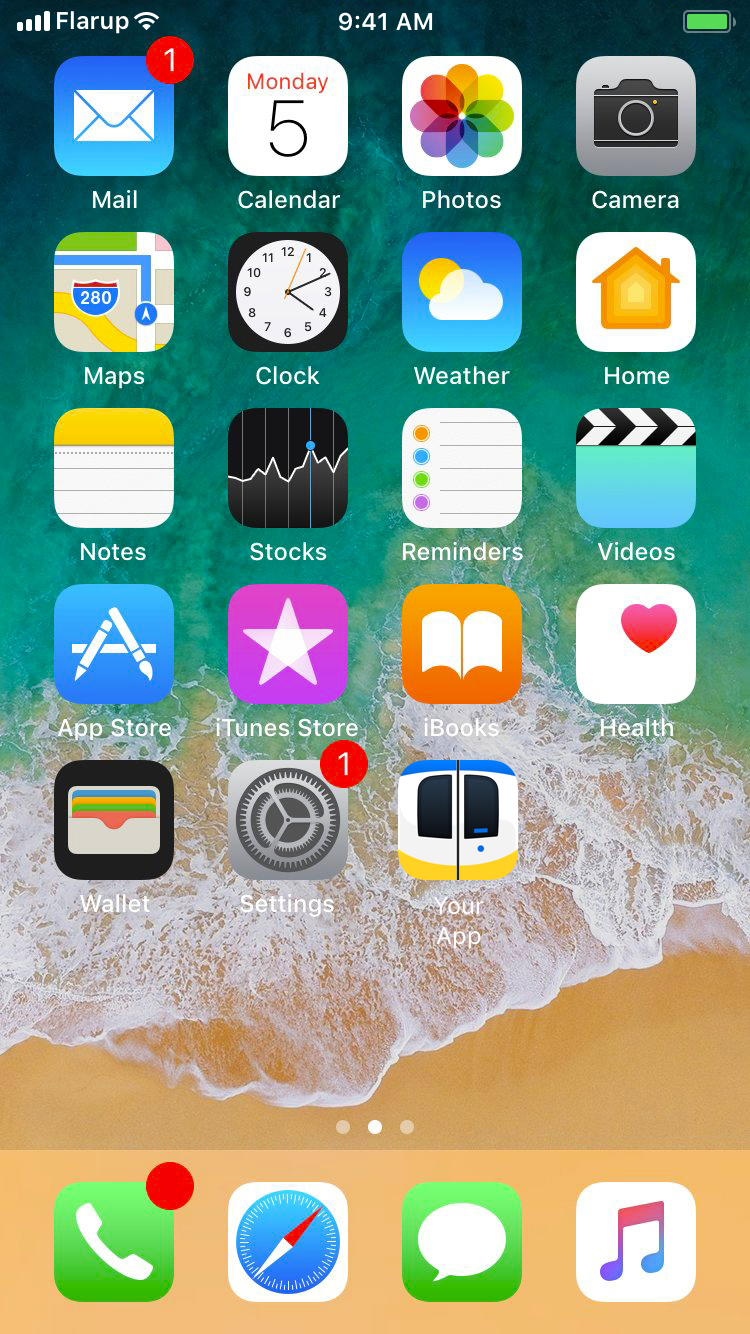 Flarup 9:41 AM
1
Monday
5
Mail Calendar Photos Camera
280
12 1 2 3 4 5 6 7 8 9 10 11
Maps Clock Weather Home
Notes Stocks Reminders Videos
App Store iTunes Store iBooks Health
1
Wallet Settings Your
App